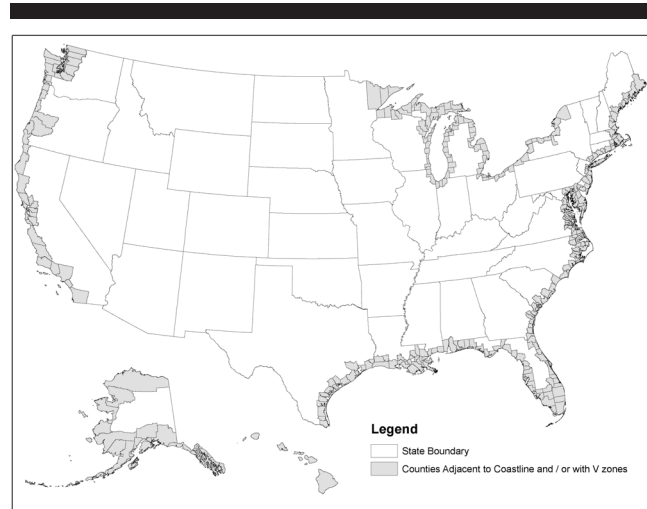 Legend
State Boundary
Counties Adjacent to Coastline and / or with V zones